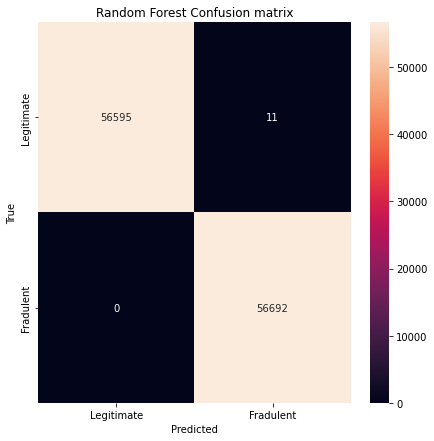 Random Forest Confusion matrix
Legitimate
Fradulent
True
56595
11
0
56692
Legitimate
Fradulent
Predicted
50000
40000
30000
20000
10000
0